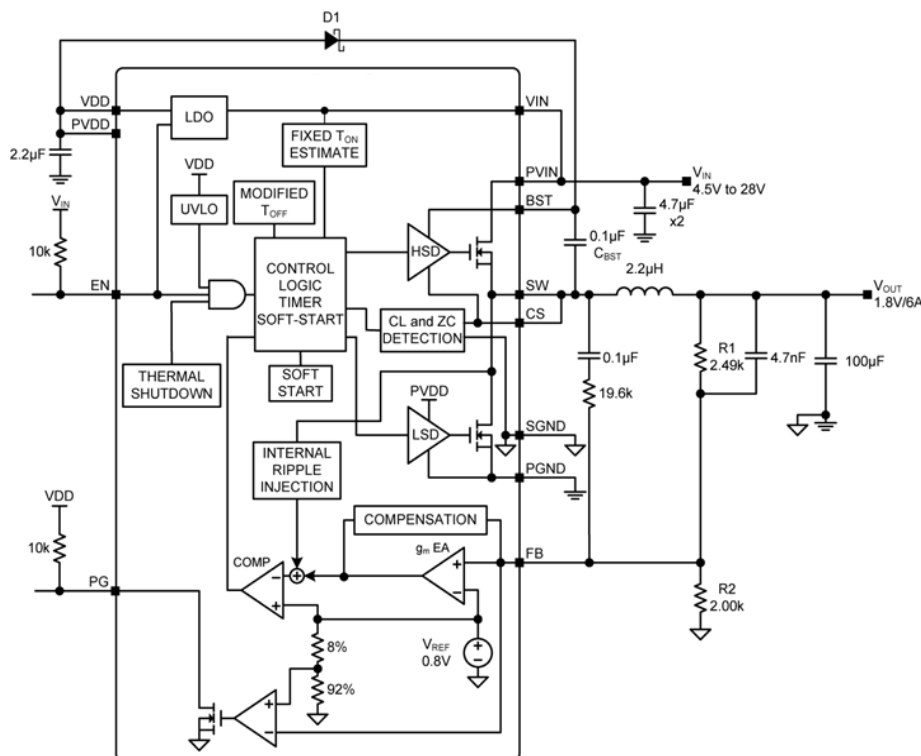 D1
VDD
LDO
VIN
PVDD
FIXED TON
ESTIMATE
2.2µF
VDD
PVIN
VIN
4.5V to 28V
VIN
UVLO
MODIFIED
TOFF
BST
4.7µF
x2
10k
HSD
0.1µF
CBST
2.2µH
CONTROL
LOGIC
TIMER
SOFT-START
EN
SW
VOUT
1.8V/6A
CS
CL and ZC
DETECTION
0.1µF
R1
2.49k
4.7nF
100µF
THERMAL
SHUTDOWN
SOFT
START
19.6k
PVDD
LSD
SGND
INTERNAL
RIPPLE
INJECTION
PGND
VDD
COMPENSATION
10k
COMP
gm EA
FB
PG
R2
2.00k
8%
VREF
0.8V
92%